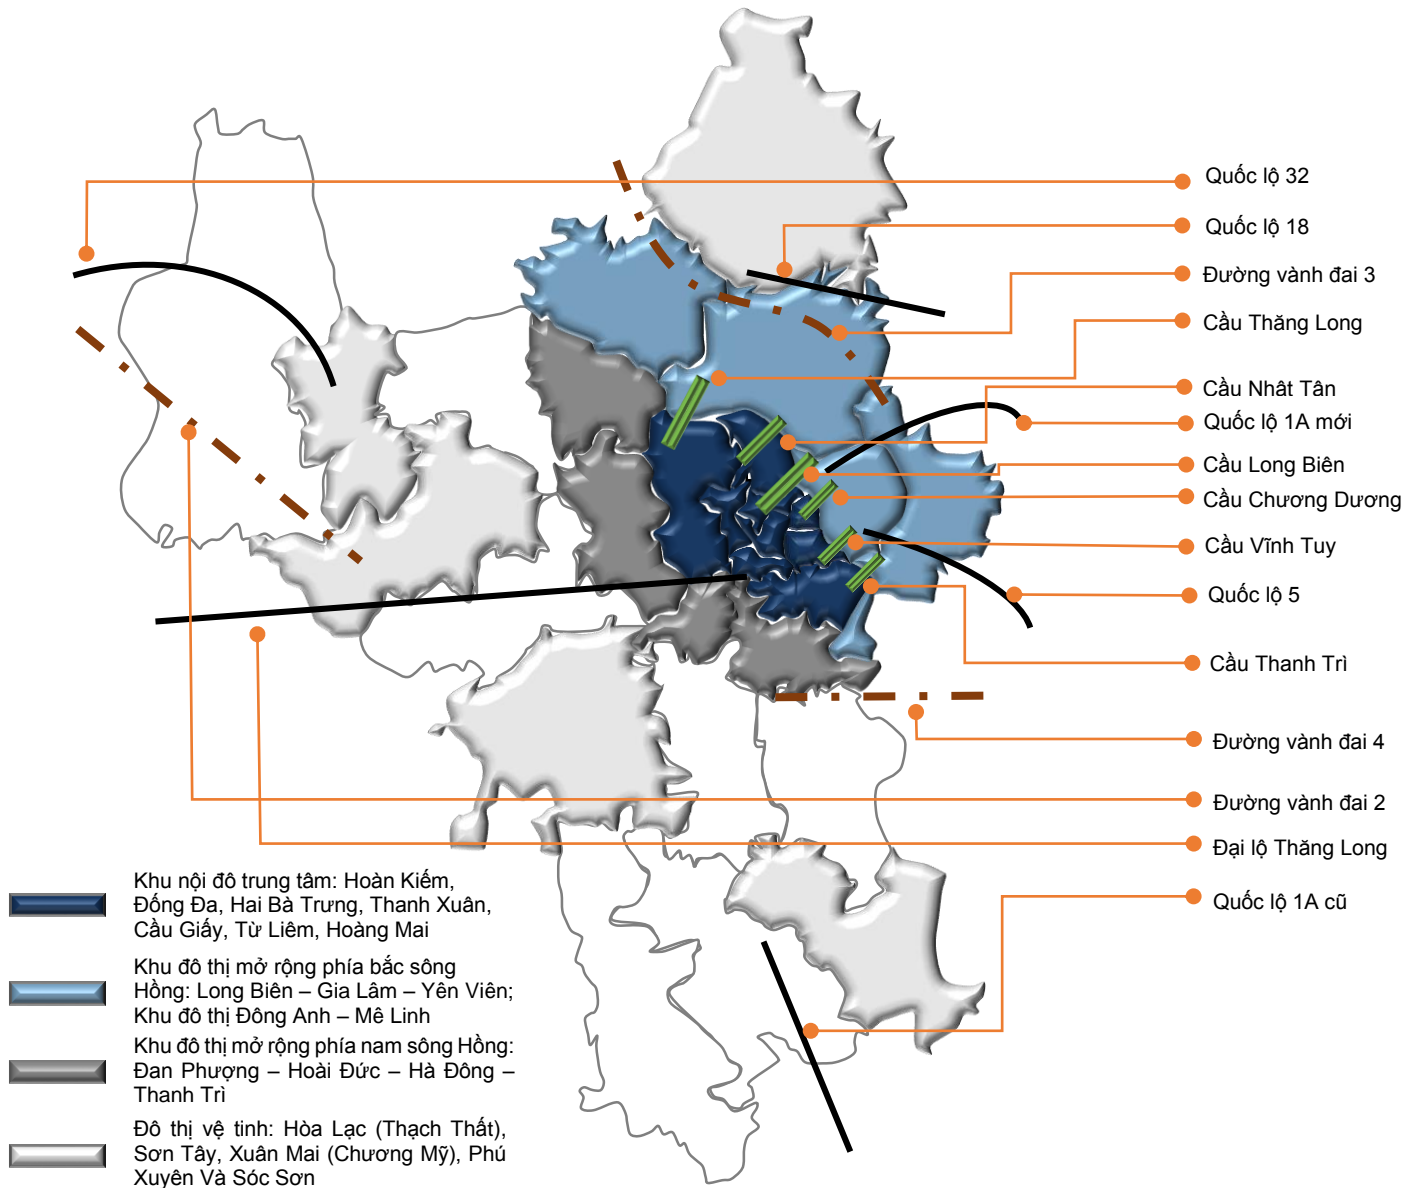 Quốc lộ 32
Quốc lộ 18
Đường vành đai 3
Cầu Thăng Long
Cầu Nhât Tân
Quốc lộ 1A mới
Cầu Long Biên
Cầu Chương Dương
Cầu Vĩnh Tuy
Quốc lộ 5
Cầu Thanh Trì
Đường vành đai 4
Đường vành đai 2
Đại lộ Thăng Long
Quốc lộ 1A cũ
Khu nội đô trung tâm: Hoàn Kiếm,
Đống Đa, Hai Bà Trưng, Thanh Xuân,
Cầu Giấy, Từ Liêm, Hoàng Mai
Khu đô thị mở rộng phía bắc sông
Hồng: Long Biên – Gia Lâm – Yên Viên;
Khu đô thị Đông Anh – Mê Linh
Khu đô thị mở rộng phía nam sông Hồng:
Đan Phượng – Hoài Đức – Hà Đông –
Thanh Trì
Đô thị vệ tinh: Hòa Lạc (Thạch Thất),
Sơn Tây, Xuân Mai (Chương Mỹ), Phú
Xuyên Và Sóc Sơn